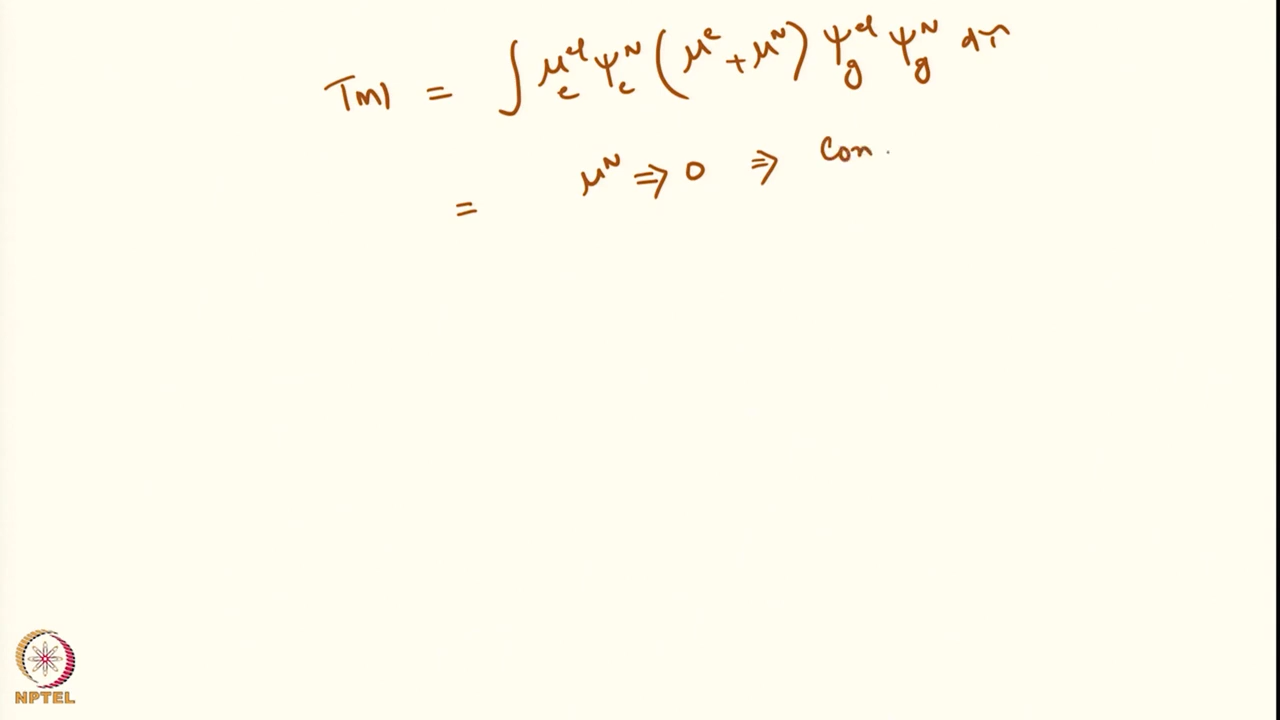 TMI = ∫ μ_e^el ψ_e^N (μ^e + μ^N) ψ_g^el ψ_g^N dτ
= μ^N ⇒ 0 ⇒ Con.
NPTEL